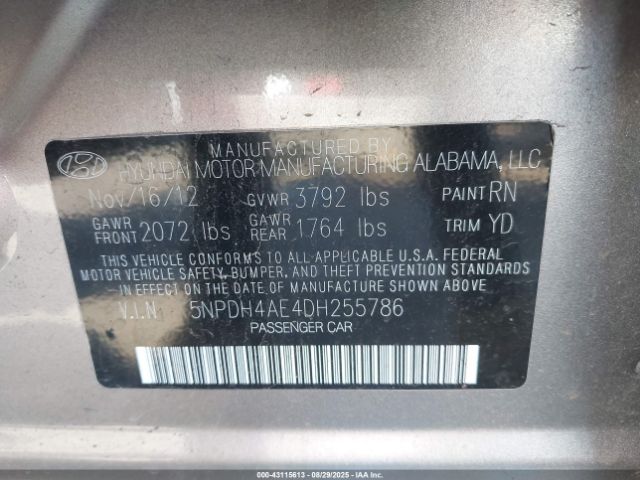 MANUFACTURED BY
HYUNDAI MOTOR MANUFACTURING ALABAMA, LLC
Nov/16/12 GVWR 3792 lbs PAINT RN
GAWR FRONT 2072 lbs GAWR REAR 1764 lbs TRIM YD
THIS VEHICLE CONFORMS TO ALL APPLICABLE U.S.A. FEDERAL
MOTOR VEHICLE SAFETY, BUMPER, AND THEFT PREVENTION
STANDARDS IN EFFECT ON THE DATE OF MANUFACTURE SHOWN ABOVE
V.I.N 5NPDH4AE4DH255786
PASSENGER CAR
000-43115613 - 08/29/2025 - IAAI.COM